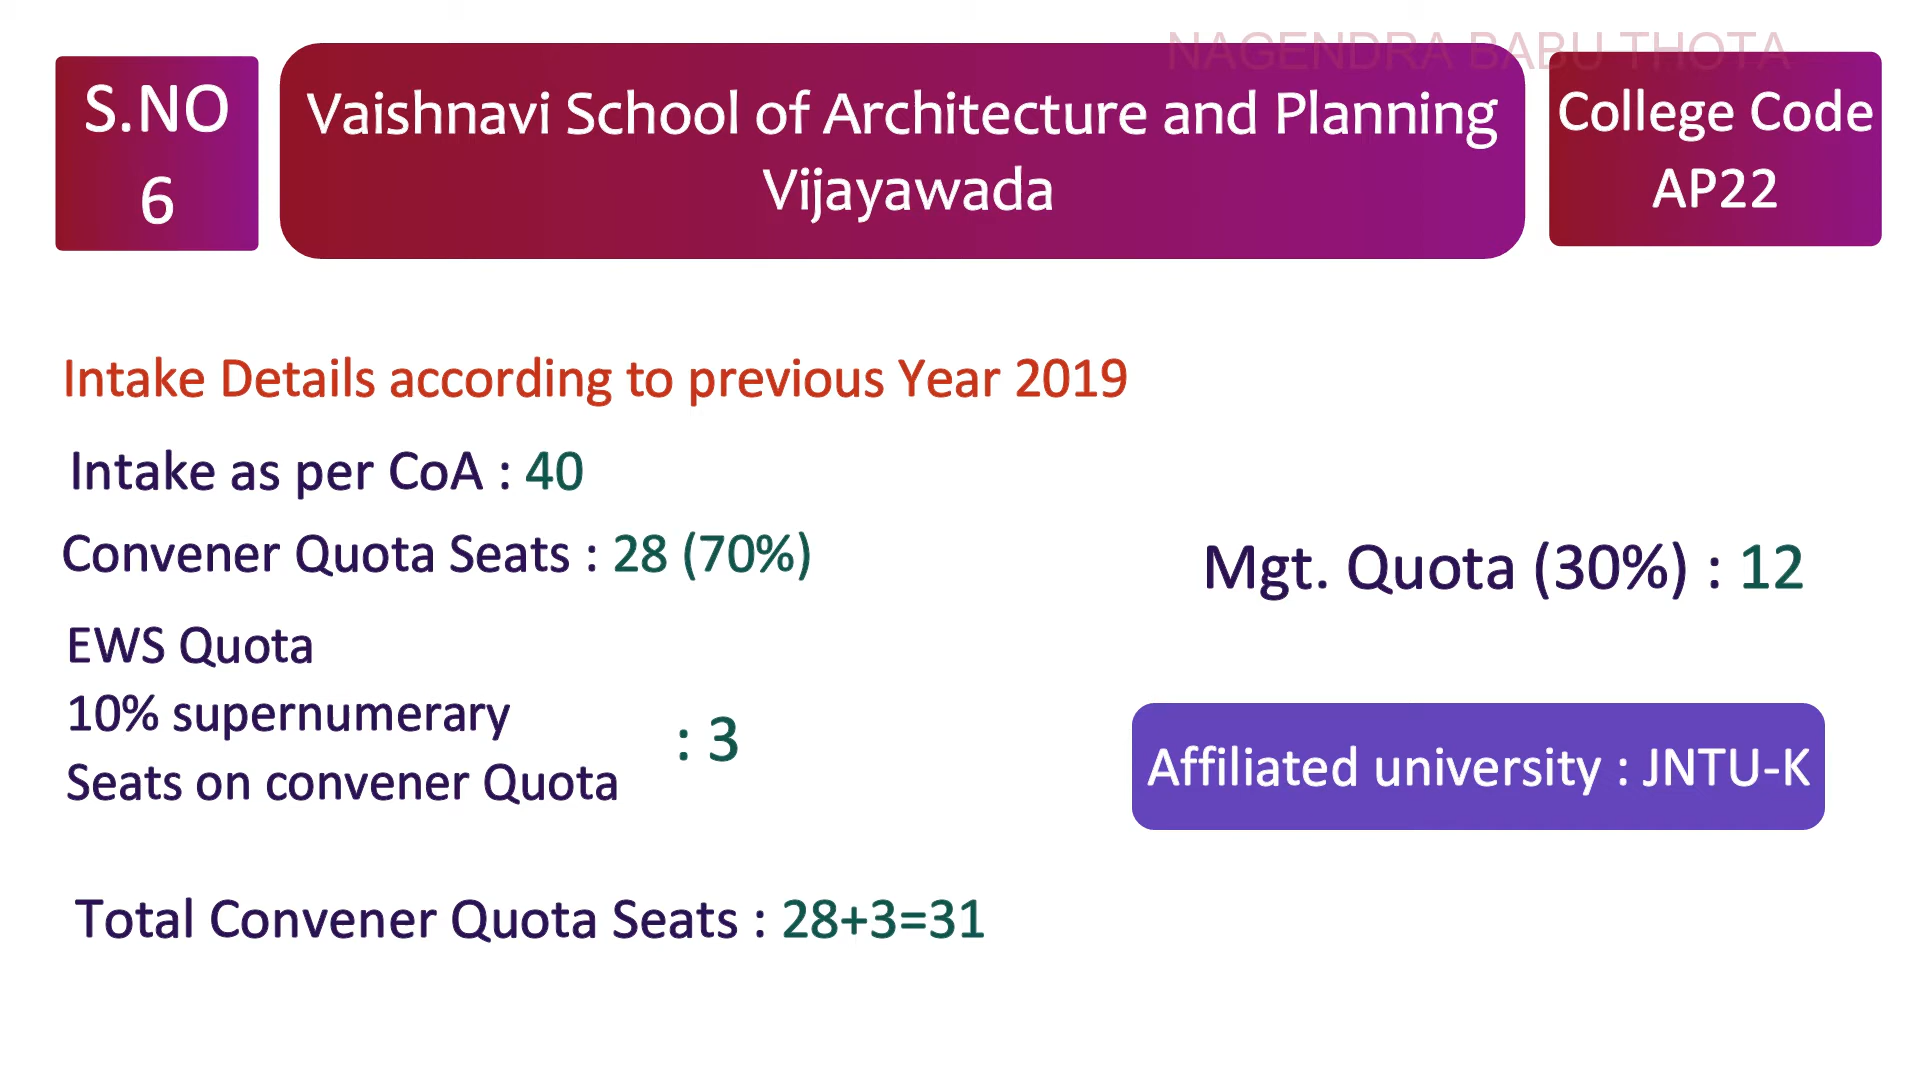 NAGENDRA BABU THOTA
S.NO
6
Vaishnavi School of Architecture and Planning
Vijayawada
College Code
AP22
Intake Details according to previous Year 2019
Intake as per CoA : 40
Convener Quota Seats : 28 (70%)
Mgt. Quota (30%) : 12
EWS Quota
10% supernumerary
Seats on convener Quota
: 3
Affiliated university : JNTU-K
Total Convener Quota Seats : 28+3=31